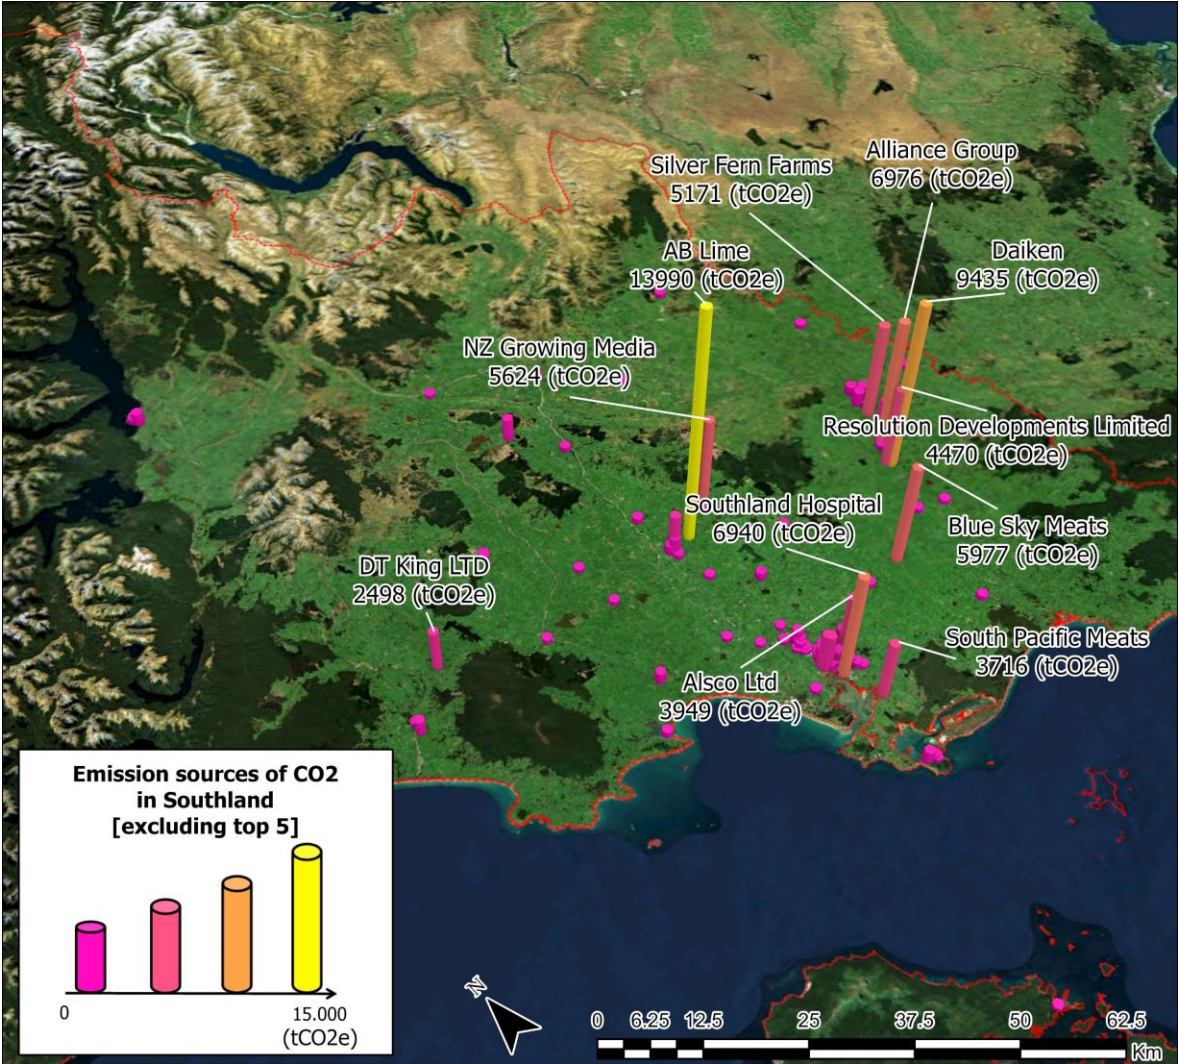 Alliance Group
6976 (tCO2e)
Silver Fern Farms
5171 (tCO2e)
AB Lime
13990 (tCO2e)
Daiken
9435 (tCO2e)
NZ Growing Media
5624 (tCO2e)
Resolution Developments Limited
4470 (tCO2e)
Southland Hospital
6940 (tCO2e)
Blue Sky Meats
5977 (tCO2e)
DT King LTD
2498 (tCO2e)
South Pacific Meats
3716 (tCO2e)
Alsco Ltd
3949 (tCO2e)
Emission sources of CO2
in Southland
[excluding top 5]
0
15.000
(tCO2e)
N
0 6.25 12.5 25 37.5 50 62.5
Km